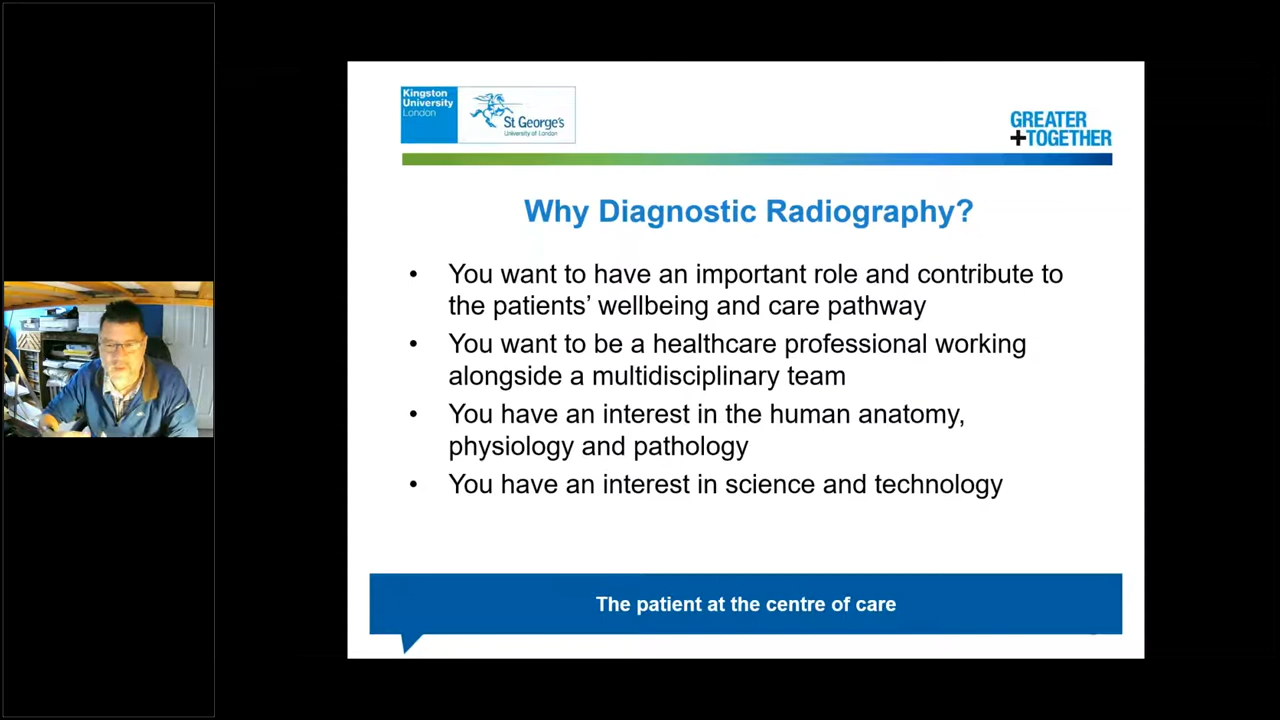 Kingston
University
London
St George's
University of London
GREATER
+TOGETHER
Why Diagnostic Radiography?
• You want to have an important role and contribute to
the patients’ wellbeing and care pathway
• You want to be a healthcare professional working
alongside a multidisciplinary team
• You have an interest in the human anatomy,
physiology and pathology
• You have an interest in science and technology
The patient at the centre of care